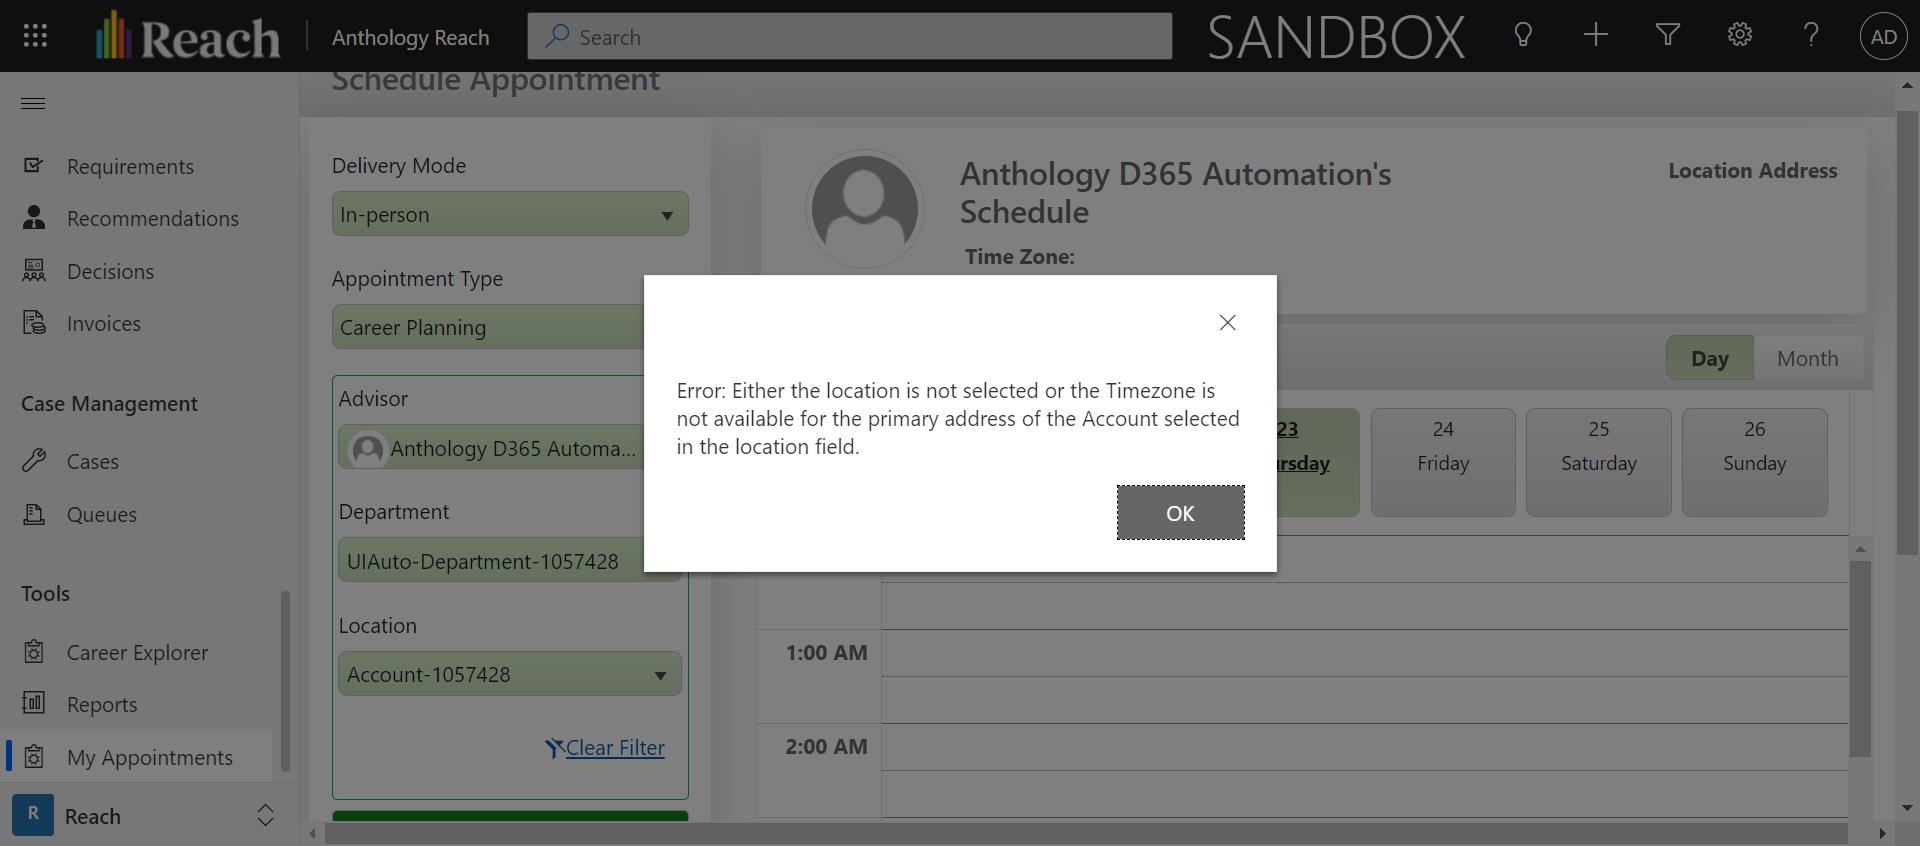 Reach
Anthology Reach
Search
SANDBOX
AD
Schedule Appointment
Requirements
Recommendations
Decisions
Invoices
Case Management
Cases
Queues
Tools
Career Explorer
Reports
My Appointments
R
Reach
Delivery Mode
In-person
Appointment Type
Career Planning
Advisor
Anthology D365 Automa...
Department
UIAuto-Department-1057428
Location
Account-1057428
Clear Filter
Anthology D365 Automation's
Schedule
Time Zone:
Location Address
Day
Month
23
rsday
24
Friday
25
Saturday
26
Sunday
1:00 AM
2:00 AM
Error: Either the location is not selected or the Timezone is
not available for the primary address of the Account selected
in the location field.
OK